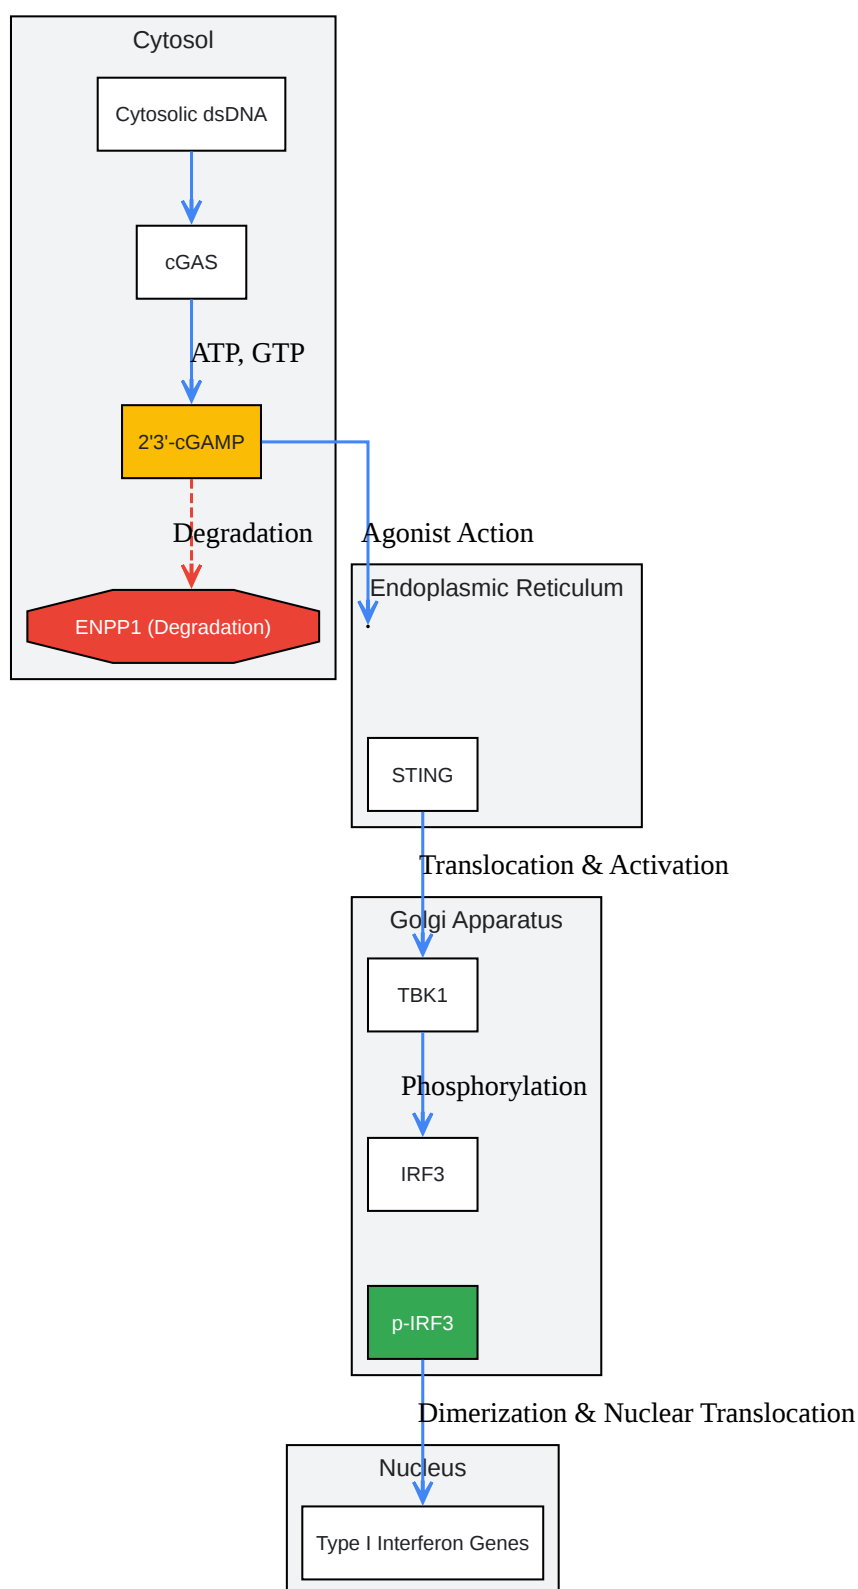 Cytosol
Cytosolic dsDNA
cGAS
ATP, GTP
2'3'-cGAMP
Degradation
Agonist Action
Endoplasmic Reticulum
ENPP1 (Degradation)
STING
Translocation & Activation
Golgi Apparatus
TBK1
Phosphorylation
IRF3
p-IRF3
Dimerization & Nuclear Translocation
Nucleus
Type I Interferon Genes